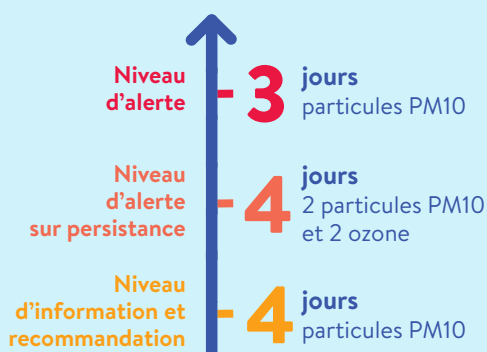 Niveau
d'alerte
3 jours
particules PM10
Niveau
d'alerte
sur persistance
4 jours
2 particules PM10
et 2 ozone
Niveau
d'information et
recommandation
4 jours
particules PM10